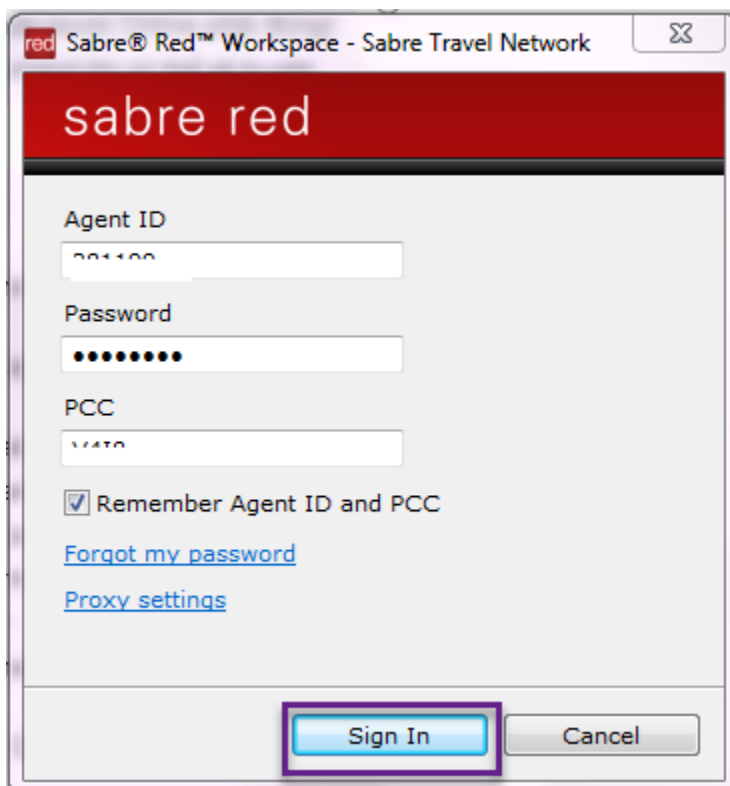 red Sabre® Red™ Workspace - Sabre Travel Network
sabre red
Agent ID
Password
••••••••
PCC
Remember Agent ID and PCC
Forgot my password
Proxy settings
Sign In Cancel